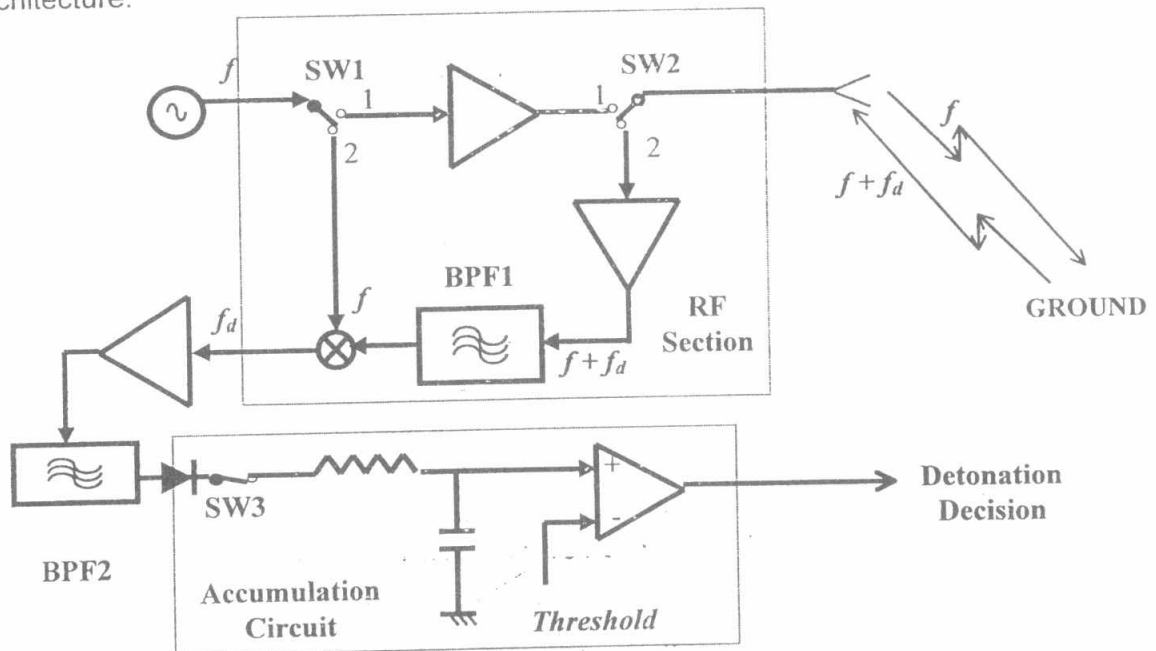 chitecture:
f
SW1
1
2
SW2
1
2
f
f + fd
GROUND
BPF1
RF
Section
f
fd
f + fd
SW3
+
-
Detonation
Decision
BPF2
Accumulation
Circuit
Threshold